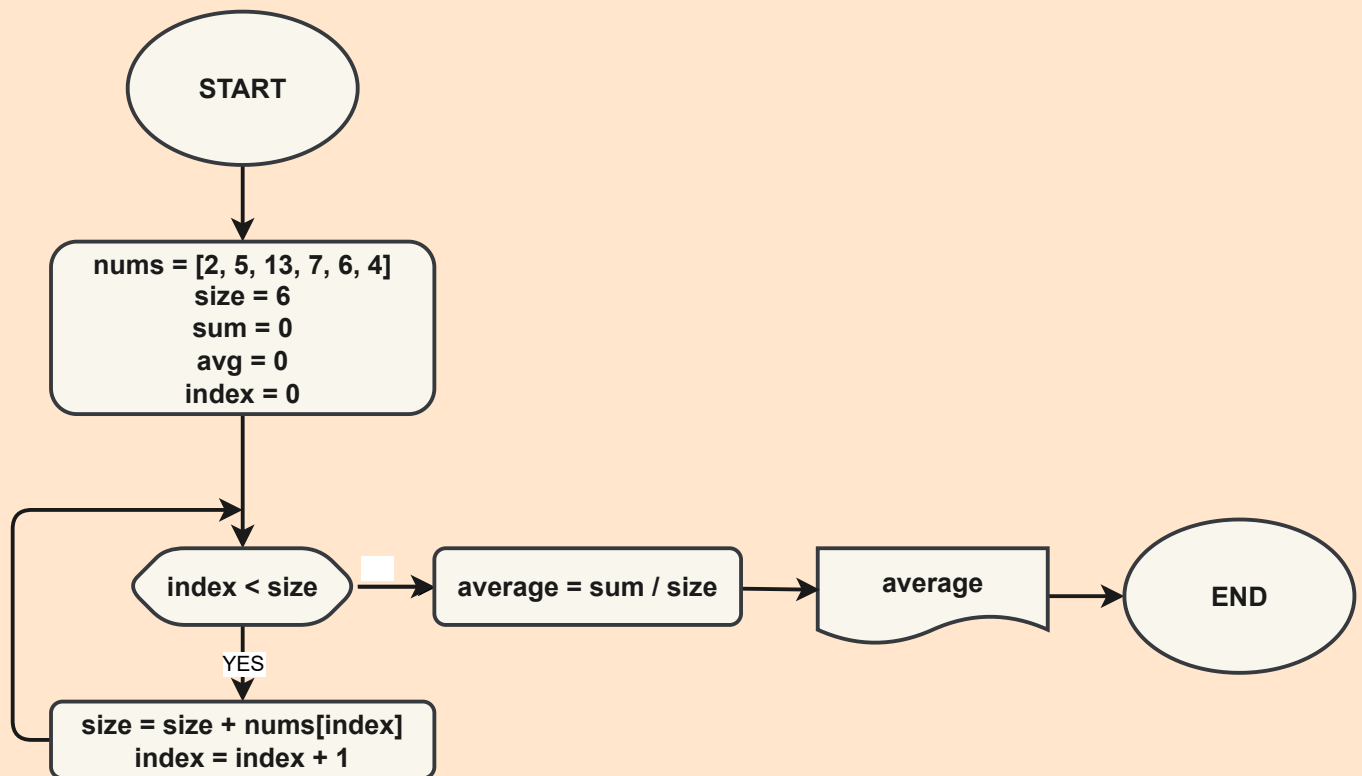 START
nums = [2, 5, 13, 7, 6, 4]
size = 6
sum = 0
avg = 0
index = 0
index < size
average = sum / size
average
END
YES
size = size + nums[index]
index = index + 1